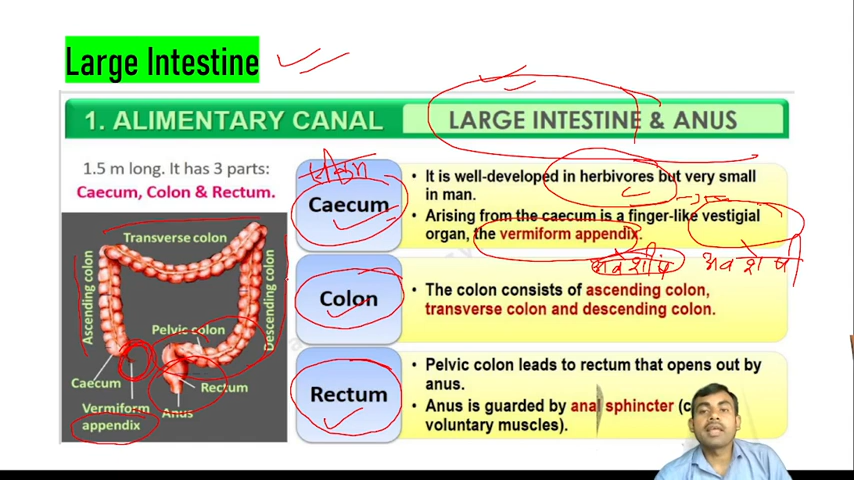 Large Intestine
1. ALIMENTARY CANAL
LARGE INTESTINE & ANUS
1.5 m long. It has 3 parts:
Caecum, Colon & Rectum.
Transverse colon
Ascending colon
Descending colon
Pelvic colon
Caecum
Rectum
Vermiform
appendix
Anus
Caecum
• It is well-developed in herbivores but very small
in man.
• Arising from the caecum is a finger-like vestigial
organ, the vermiform appendix.
अवशेषी
Colon
• The colon consists of ascending colon,
transverse colon and descending colon.
Rectum
• Pelvic colon leads to rectum that opens out by
anus.
• Anus is guarded by anal sphincter (c
voluntary muscles).